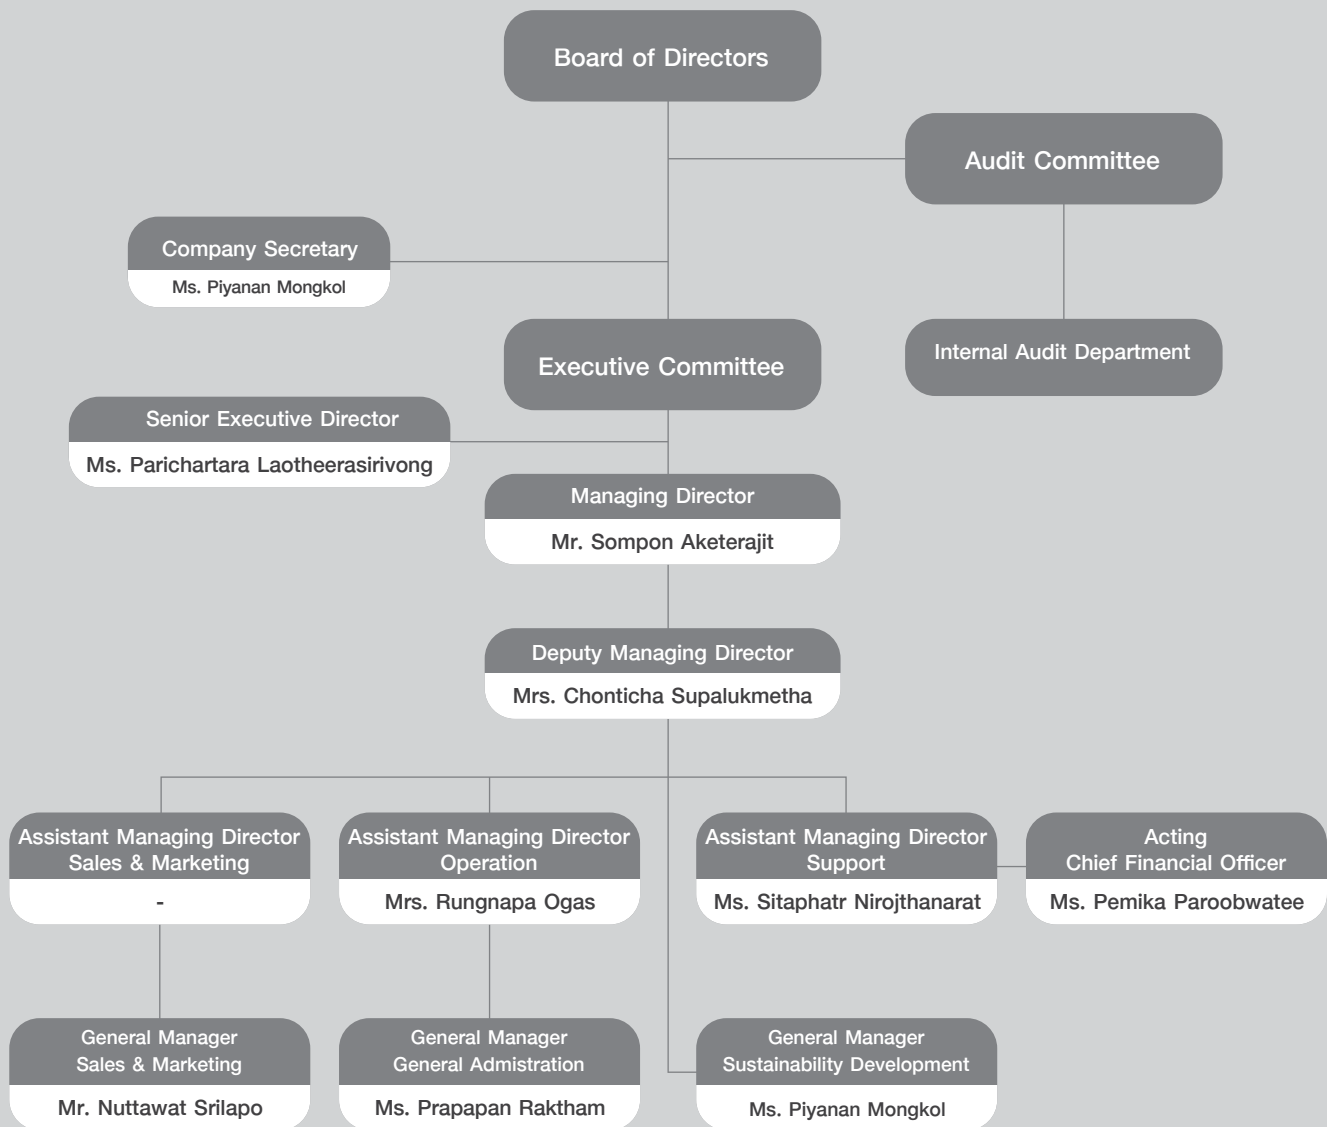 Board of Directors
Audit Committee
Company Secretary
Ms. Piyanan Mongkol
Executive Committee
Internal Audit Department
Senior Executive Director
Ms. Parichartara Laotheerasirivong
Managing Director
Mr. Sompon Aketerajit
Deputy Managing Director
Mrs. Chonticha Supalukmetha
Assistant Managing Director
Sales & Marketing
-
Assistant Managing Director
Operation
Mrs. Rungnapa Ogas
Assistant Managing Director
Support
Ms. Sitaphatr Nirojthanarat
Acting
Chief Financial Officer
Ms. Pemika Paroobwatee
General Manager
Sales & Marketing
Mr. Nuttawat Srilapo
General Manager
General Admistration
Ms. Prapapan Raktham
General Manager
Sustainability Development
Ms. Piyanan Mongkol